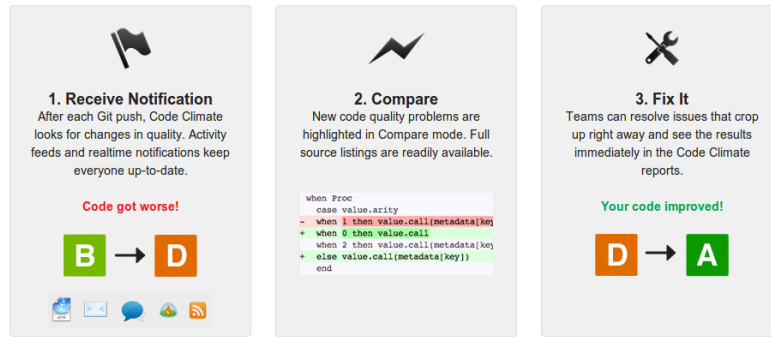 1. Receive Notification
After each Git push, Code Climate
looks for changes in quality. Activity
feeds and realtime notifications keep
everyone up-to-date.
Code got worse!
B → D
HTTP
2. Compare
New code quality problems are
highlighted in Compare mode. Full
source listings are readily available.
when Proc
case value.arity
- when 1 then value.call(metadata[key
+ when 0 then value.call
when 2 then value.call(metadata[key
+ else value.call(metadata[key])
end
3. Fix It
Teams can resolve issues that crop
up right away and see the results
immediately in the Code Climate
reports.
Your code improved!
D → A